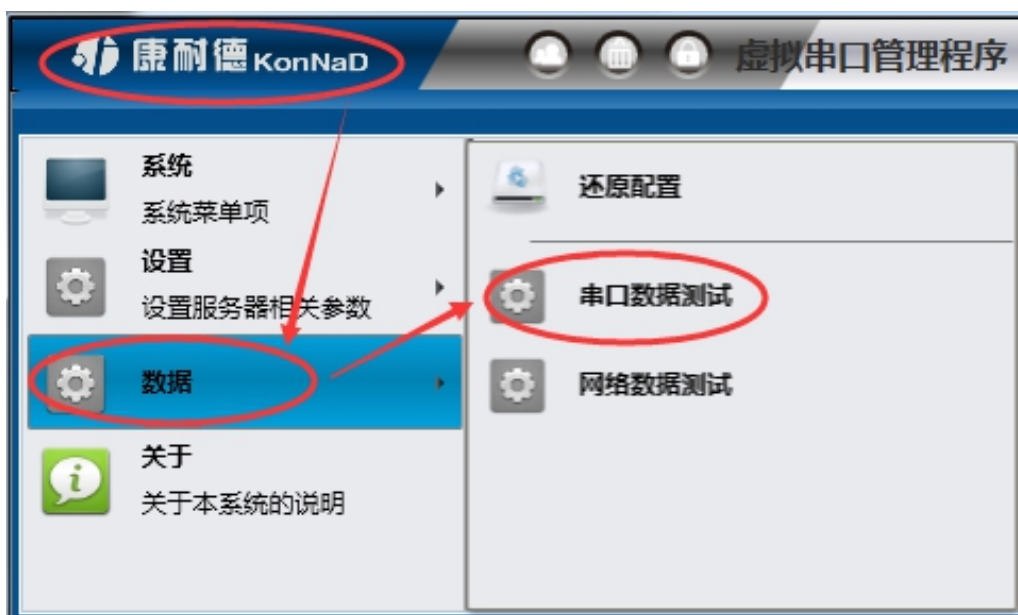 康耐德 KonNaD
虚拟串口管理程序
系统
系统菜单项
设置
设置服务器相关参数
数据
关于
关于本系统的说明
还原配置
串口数据测试
网络数据测试